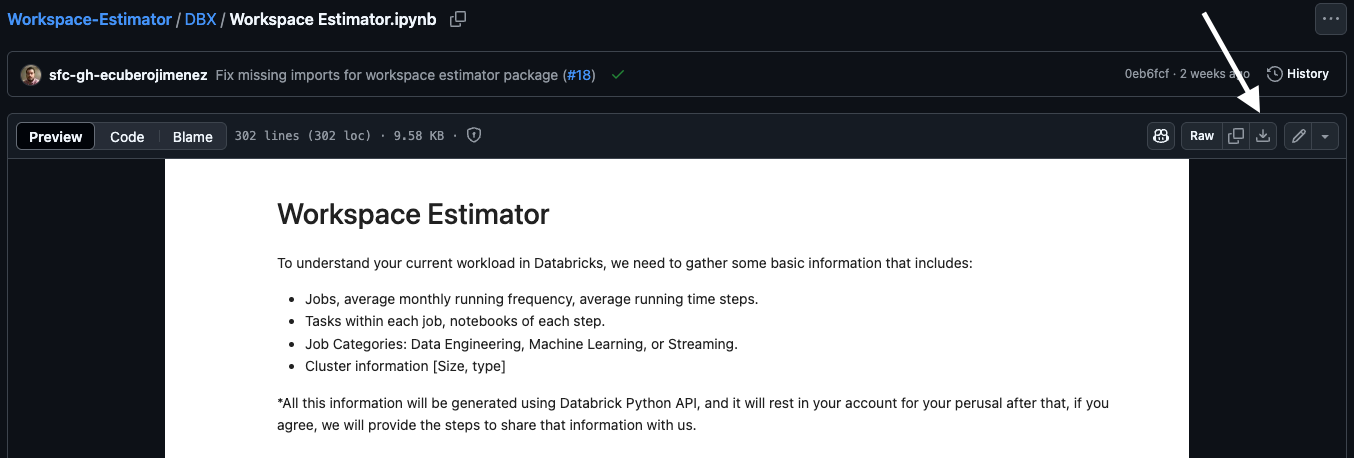 Workspace-Estimator / DBX / Workspace Estimator.ipynb
sfc-gh-ecuberojimenez Fix missing imports for workspace estimator package (#18) 0eb6fcf · 2 weeks ago History
Preview Code Blame 302 lines (302 loc) · 9.58 KB · Raw
Workspace Estimator
To understand your current workload in Databricks, we need to gather some basic information that includes:
• Jobs, average monthly running frequency, average running time steps.
• Tasks within each job, notebooks of each step.
• Job Categories: Data Engineering, Machine Learning, or Streaming.
• Cluster information [Size, type]
*All this information will be generated using Databrick Python API, and it will rest in your account for your perusal after that, if you
agree, we will provide the steps to share that information with us.